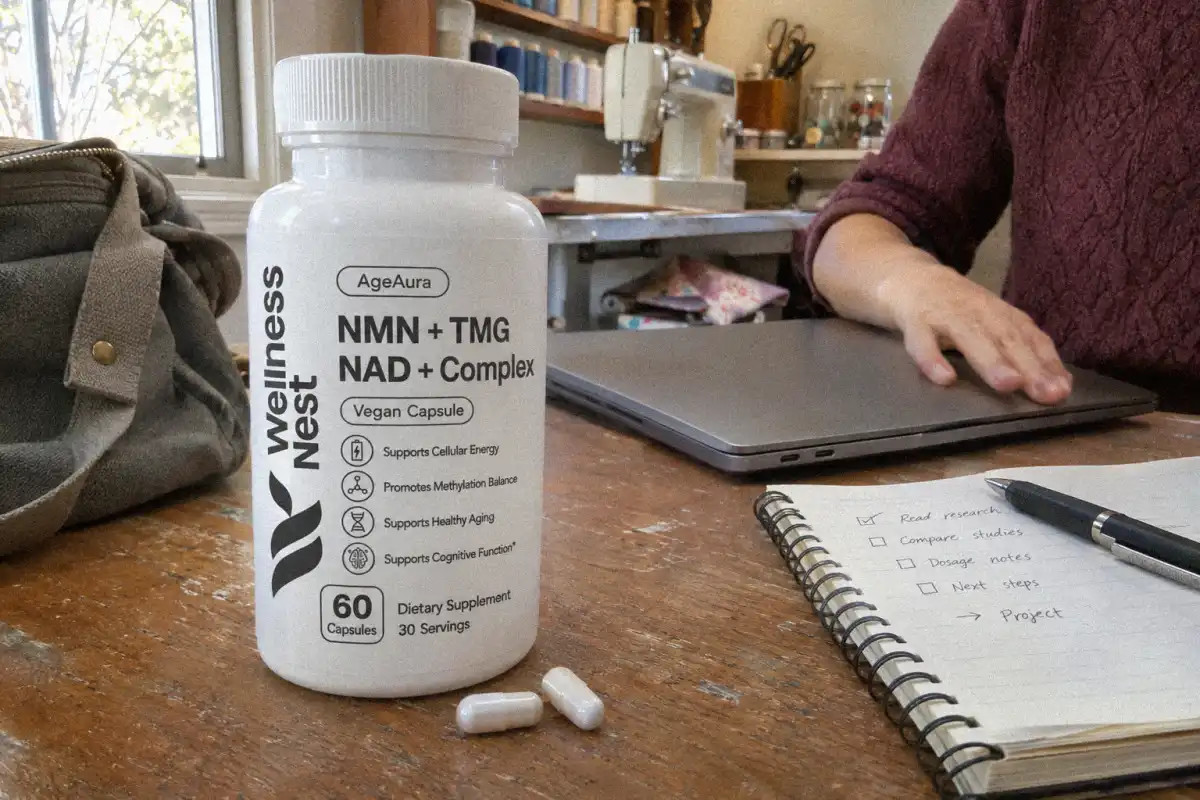 AgeAura
NMN + TMG
NAD + Complex
Vegan Capsule
Supports Cellular Energy
Promotes Methylation Balance
Supports Healthy Aging
Supports Cognitive Function*
60
Capsules
Dietary Supplement
30 Servings
Wellness
Nest
Read research
Compare studies
Dosage notes
Next steps
→ Project